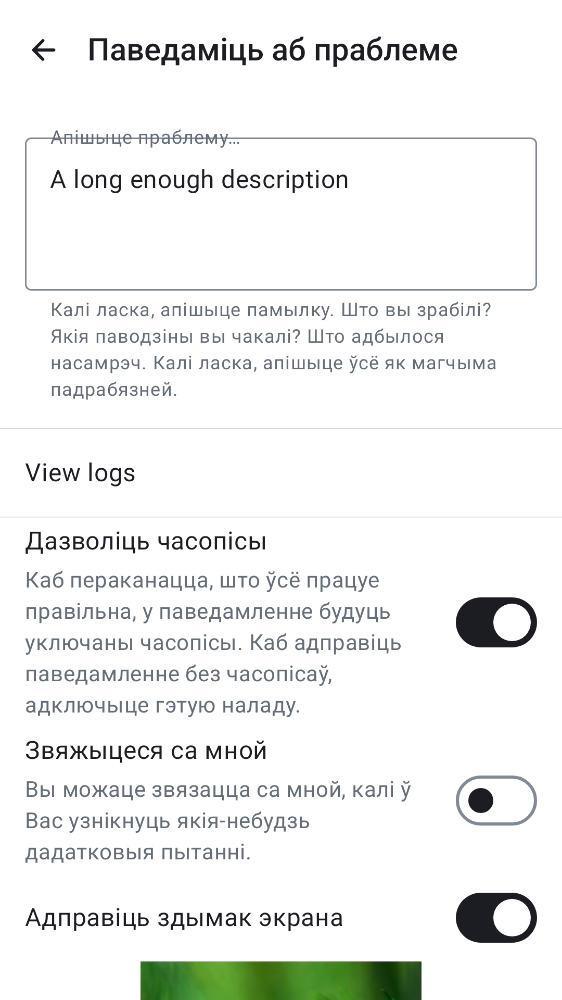 Паведаміць аб праблеме
Апішыце праблему…
A long enough description
Калі ласка, апішыце памылку. Што вы зрабілі?
Якія паводзіны вы чакалі? Што адбылося
насамрэч. Калі ласка, апішыце ўсё як магчыма
падрабязней.
View logs
Дазволіць часопісы
Каб пераканацца, што ўсё працуе
правільна, у паведамленне будуць
уключаны часопісы. Каб адправіць
паведамленне без часопісаў,
адключыце гэтую наладу.
Звяжыцеся са мной
Вы можаце звязацца са мной, калі ў
Вас узнікнуць якія-небудзь
дадатковыя пытанні.
Адправіць здымак экрана